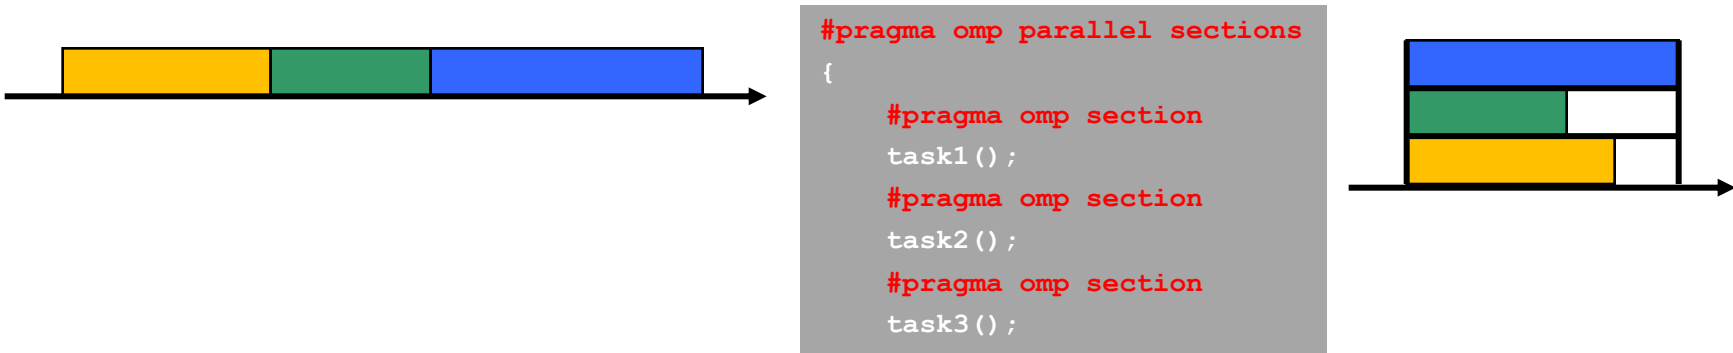 #pragma omp parallel sections
{
#pragma omp section
task1();
#pragma omp section
task2();
#pragma omp section
task3();